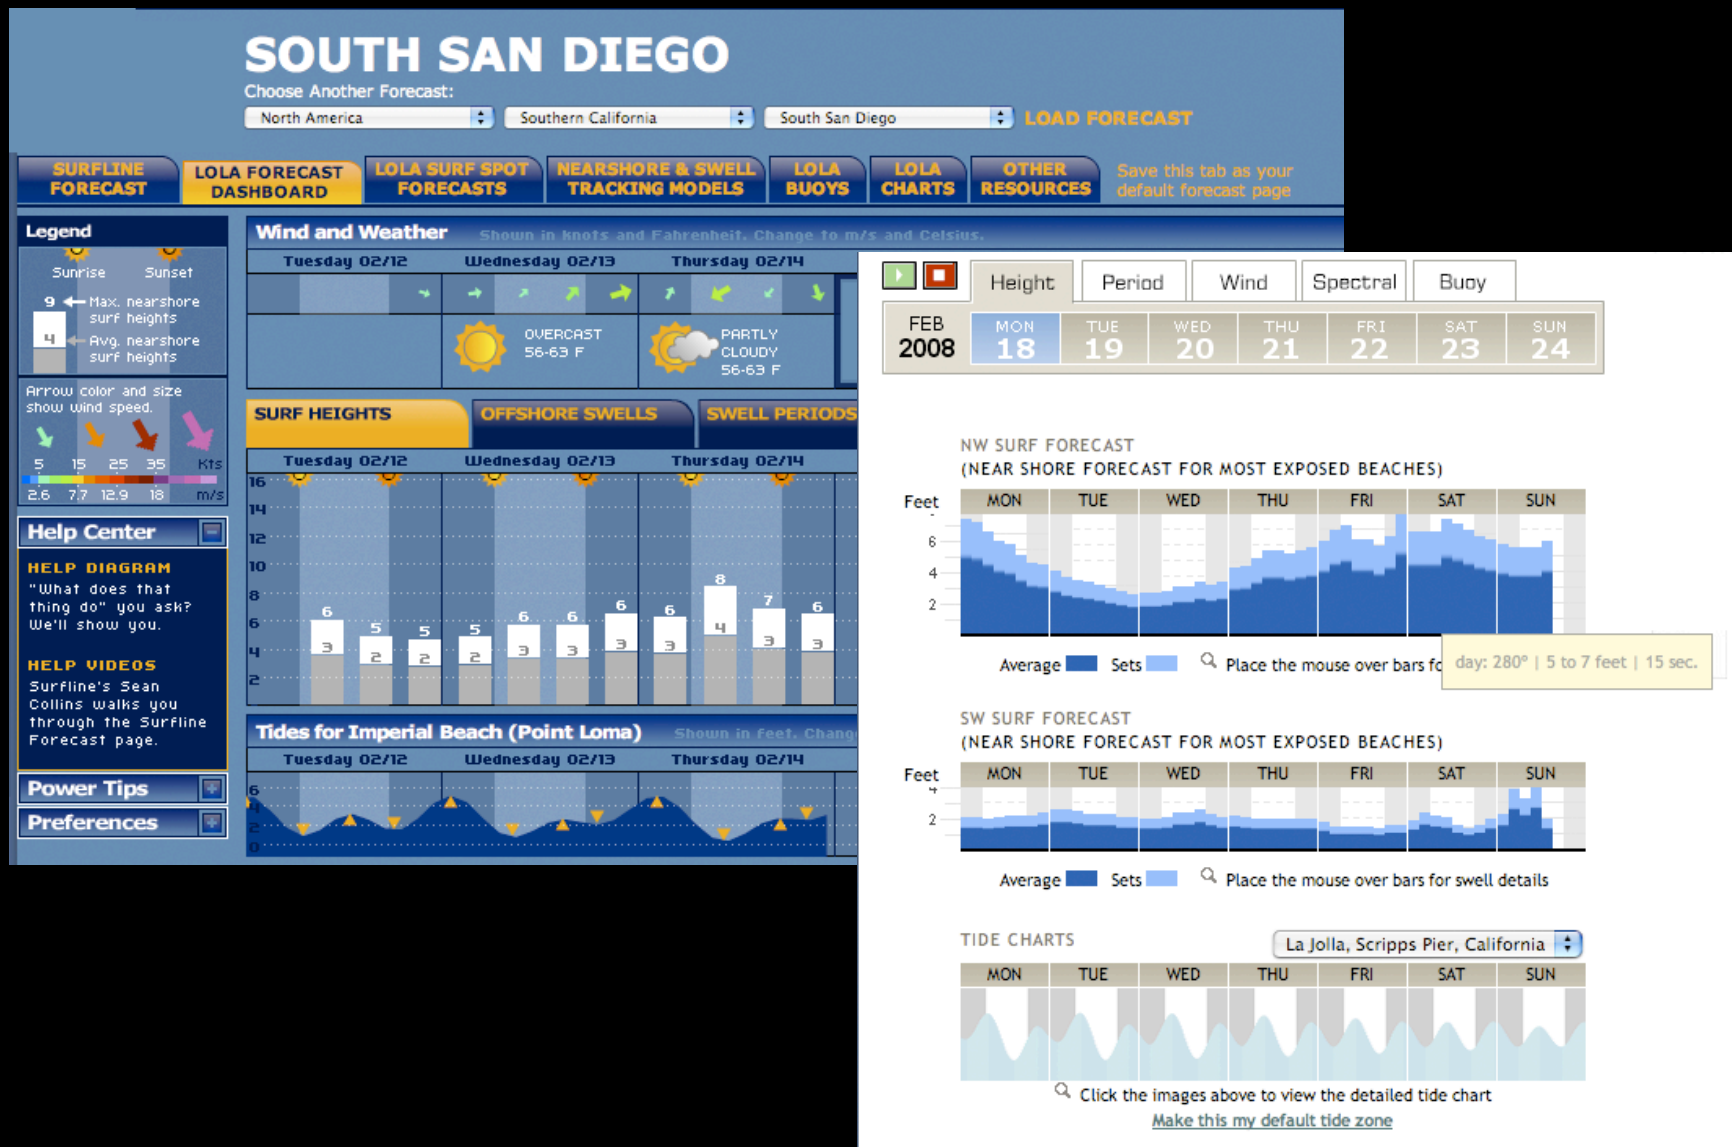 SOUTH SAN DIEGO
Choose Another Forecast:
North America
Southern California
South San Diego
LOAD FORECAST
SURFLINE
FORECAST
LOLA FORECAST
DASHBOARD
LOLA SURF SPOT
FORECASTS
NEARSHORE & SWELL
TRACKING MODELS
LOLA
BUOYS
LOLA
CHARTS
OTHER
RESOURCES
Save this tab as your
default forecast page
Legend
Sunrise Sunset
9 Max. nearshore
surf heights
4 Avg. nearshore
surf heights
Arrow color and size
show wind speed.
5 15 25 35 Kts
2.6 7.7 12.9 18 m/s
Help Center
HELP DIAGRAM
"What does that
thing do" you ask?
We'll show you.
HELP VIDEOS
Surfline's Sean
Collins walks you
through the Surfline
Forecast page.
Power Tips
Preferences
Wind and Weather Shown in knots and Fahrenheit. Change to m/s and Celsius.
Tuesday 02/12 Wednesday 02/13 Thursday 02/14
OVERCAST
56-63 F
PARTLY
CLOUDY
56-63 F
SURF HEIGHTS
OFFSHORE SWELLS
SWELL PERIODS
Tuesday 02/12 Wednesday 02/13 Thursday 02/14
16
14
12
10
8
6
4
2
6 5 5 5 6 6 6 6 8 7 6
3 2 2 2 3 3 3 3 4 3 3
Tides for Imperial Beach (Point Loma) Shown in feet. Chang
Tuesday 02/12 Wednesday 02/13 Thursday 02/14
6
4
2
0
Height Period Wind Spectral Buoy
FEB
2008
MON
18
TUE
19
WED
20
THU
21
FRI
22
SAT
23
SUN
24
NW SURF FORECAST
(NEAR SHORE FORECAST FOR MOST EXPOSED BEACHES)
Feet MON TUE WED THU FRI SAT SUN
6
4
2
Average Sets Place the mouse over bars fo
day: 280° | 5 to 7 feet | 15 sec.
SW SURF FORECAST
(NEAR SHORE FORECAST FOR MOST EXPOSED BEACHES)
Feet MON TUE WED THU FRI SAT SUN
4
2
Average Sets Place the mouse over bars for swell details
TIDE CHARTS La Jolla, Scripps Pier, California
MON TUE WED THU FRI SAT SUN
Click the images above to view the detailed tide chart
Make this my default tide zone